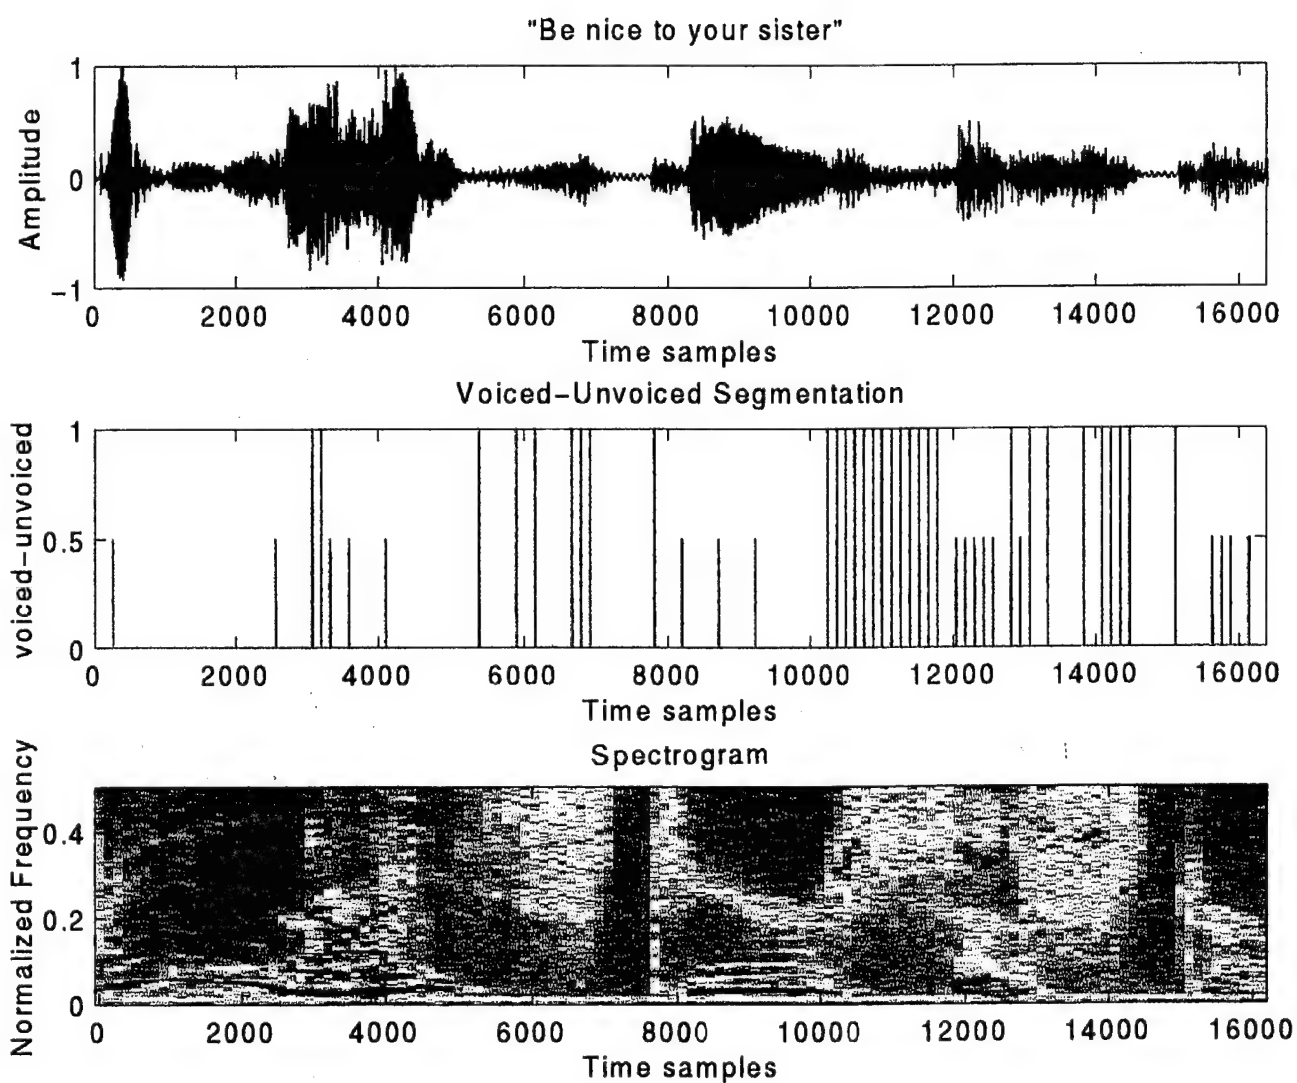 "Be nice to your sister"
Amplitude
1
0
−1
0 2000 4000 6000 8000 10000 12000 14000 16000
Time samples
Voiced−Unvoiced Segmentation
voiced−unvoiced
1
0.5
0
0 2000 4000 6000 8000 10000 12000 14000 16000
Time samples
Spectrogram
Normalized Frequency
0.4
0.2
0
0 2000 4000 6000 8000 10000 12000 14000 16000
Time samples